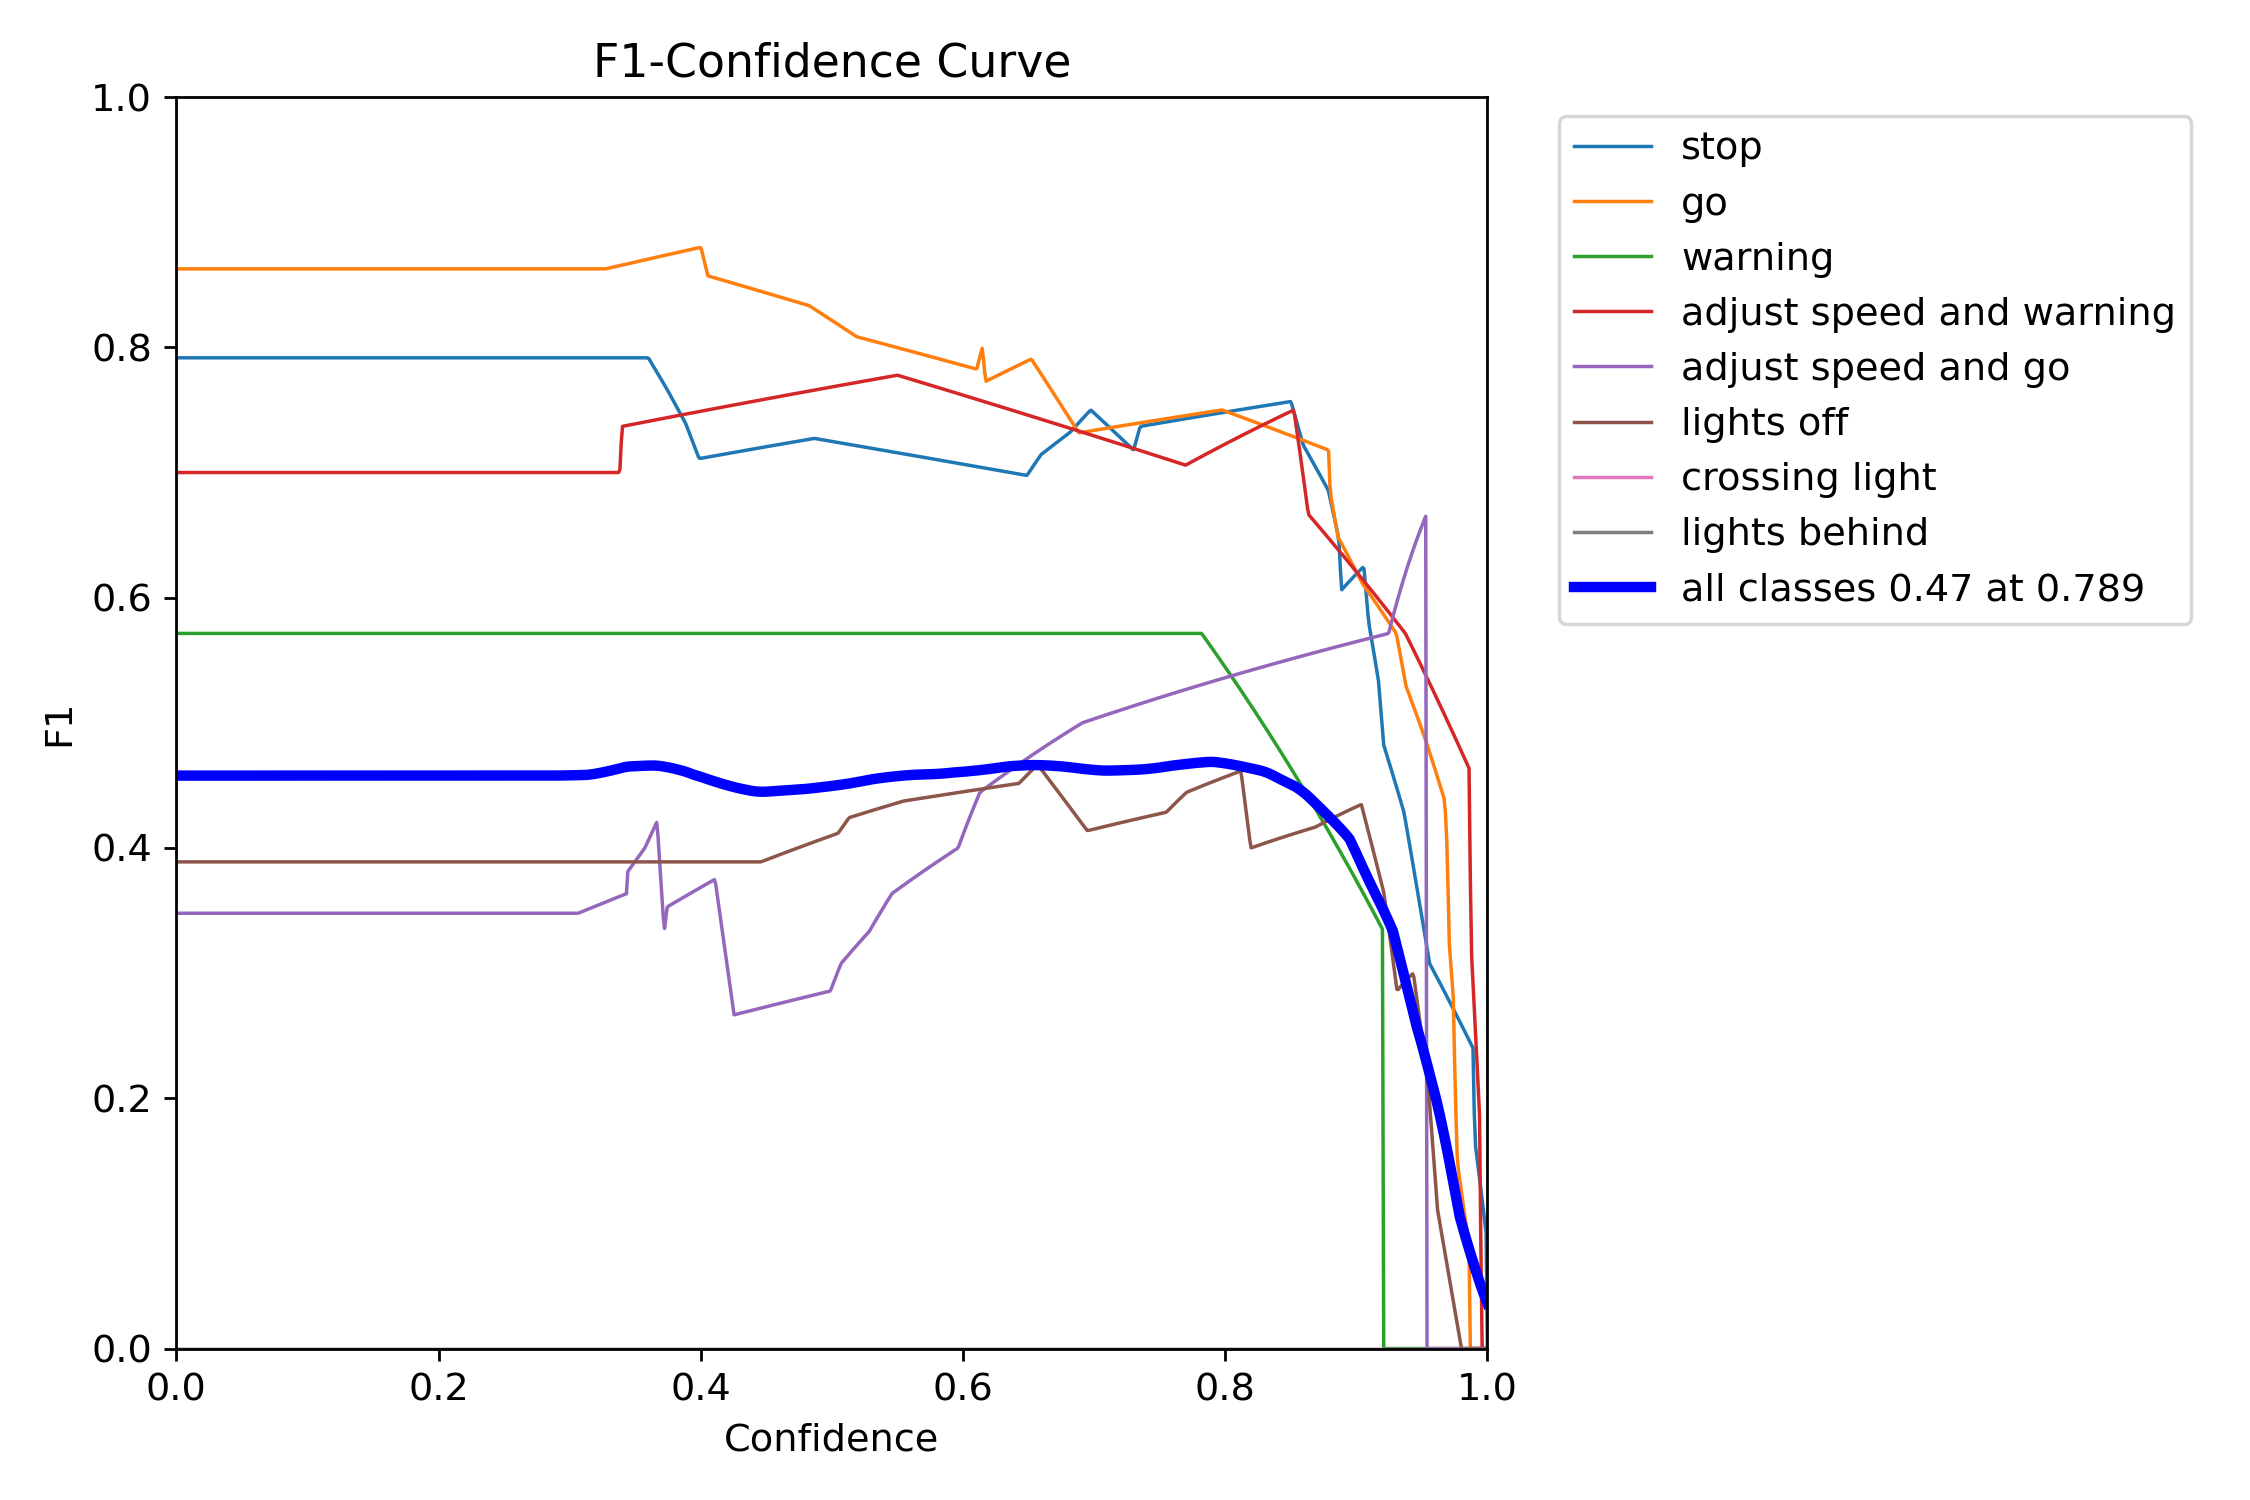 F1-Confidence Curve
1.0
0.8
0.6
0.4
0.2
0.0
F1
0.0 0.2 0.4 0.6 0.8 1.0
Confidence
stop
go
warning
adjust speed and warning
adjust speed and go
lights off
crossing light
lights behind
all classes 0.47 at 0.789